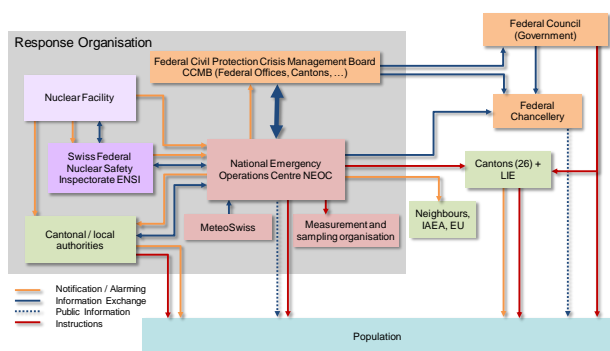 Response Organisation
Federal Council
(Government)
Federal Civil Protection Crisis Management Board
CCMB (Federal Offices, Cantons, …)
Nuclear Facility
Federal
Chancellery
Swiss Federal
Nuclear Safety
Inspectorate ENSI
National Emergency
Operations Centre NEOC
Cantons (26) +
LIE
Cantonal / local
authorities
MeteoSwiss
Measurement and
sampling organisation
Neighbours,
IAEA, EU
Notification / Alarming
Information Exchange
Public Information
Instructions
Population